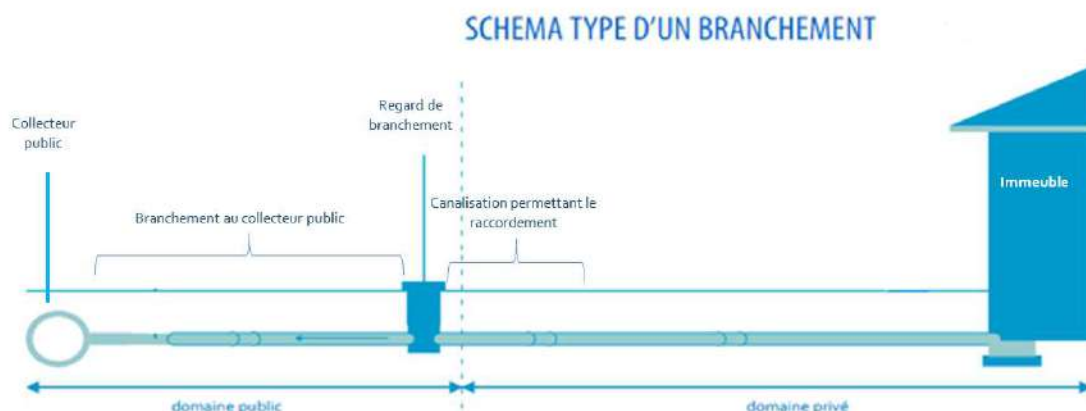 SCHEMA TYPE D'UN BRANCHEMENT
Collecteur
public
Regard de
branchement
Branchement au collecteur public
Canalisation permettant le
raccordement
Immeuble
domaine public
domaine privé